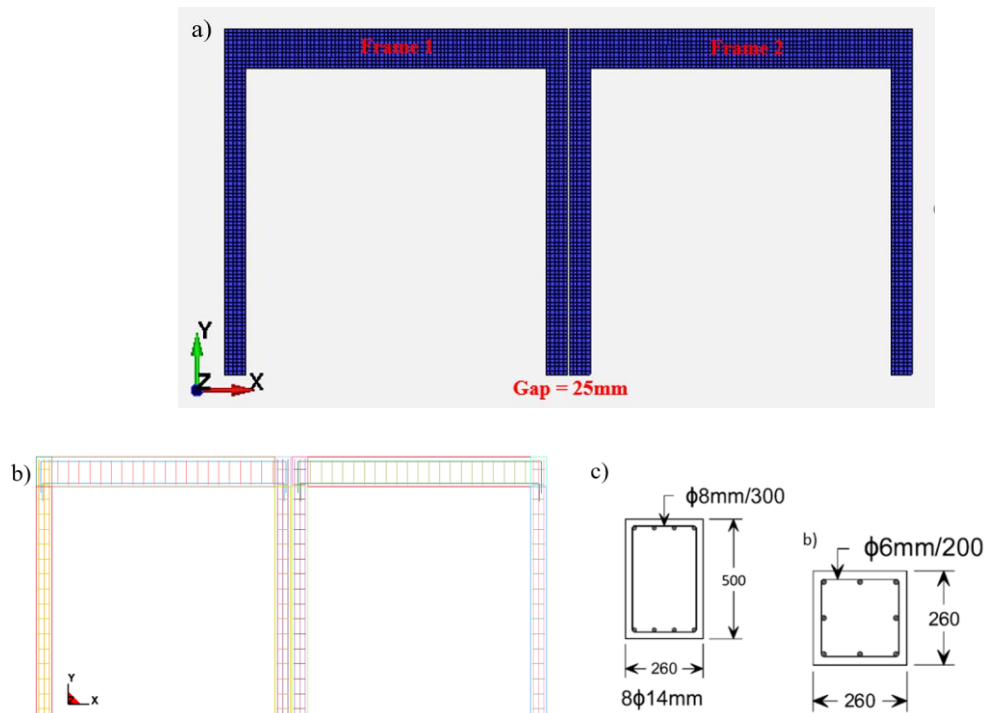 a)
Frame 1
Frame 2
Y
Z
X
Gap = 25mm
b)
Y
X
c)
ϕ8mm/300
500
260
8ϕ14mm
b)
ϕ6mm/200
260
260